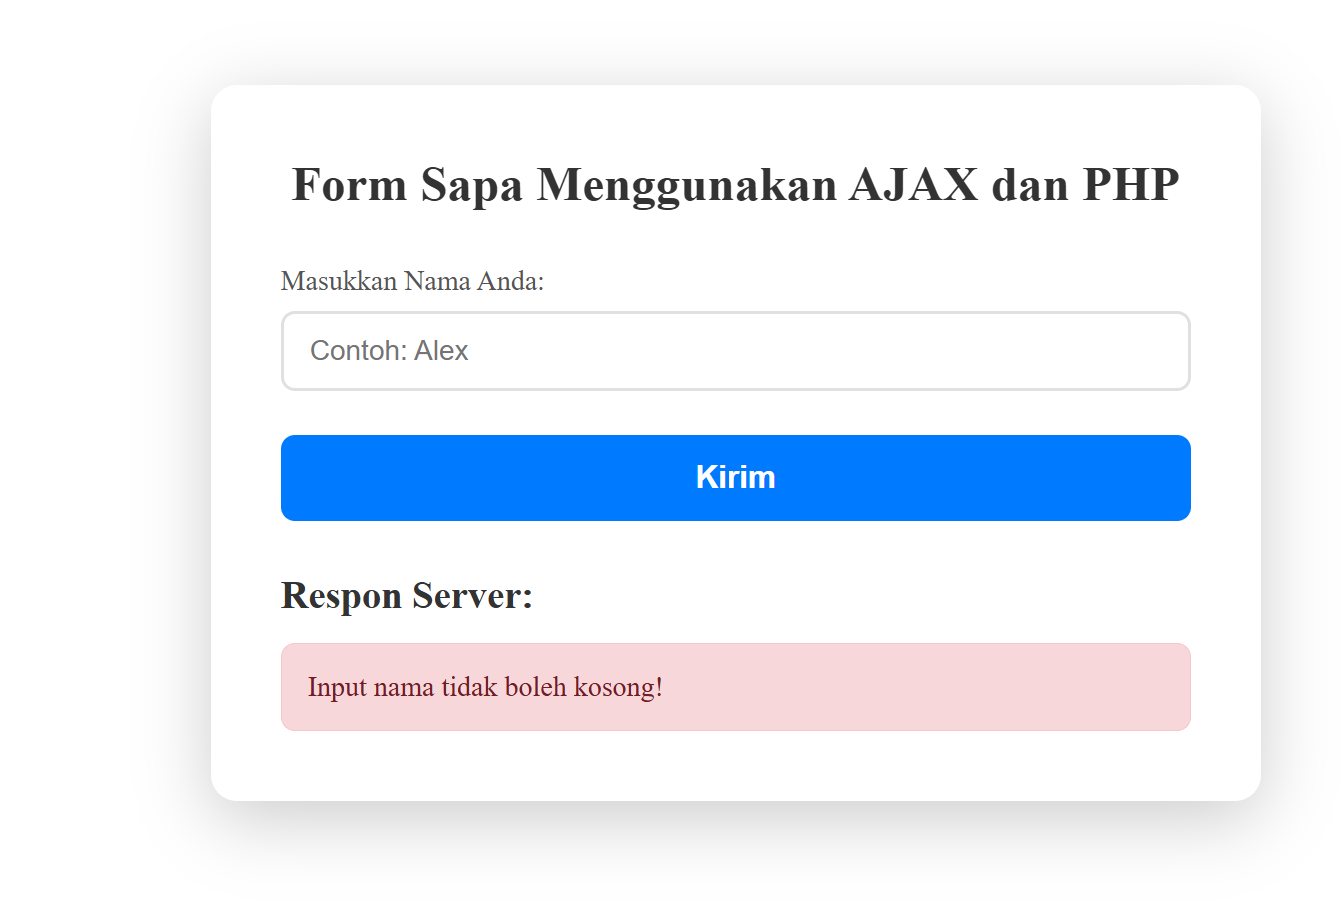 Form Sapa Menggunakan AJAX dan PHP
Masukkan Nama Anda:
Contoh: Alex
Kirim
Respon Server:
Input nama tidak boleh kosong!